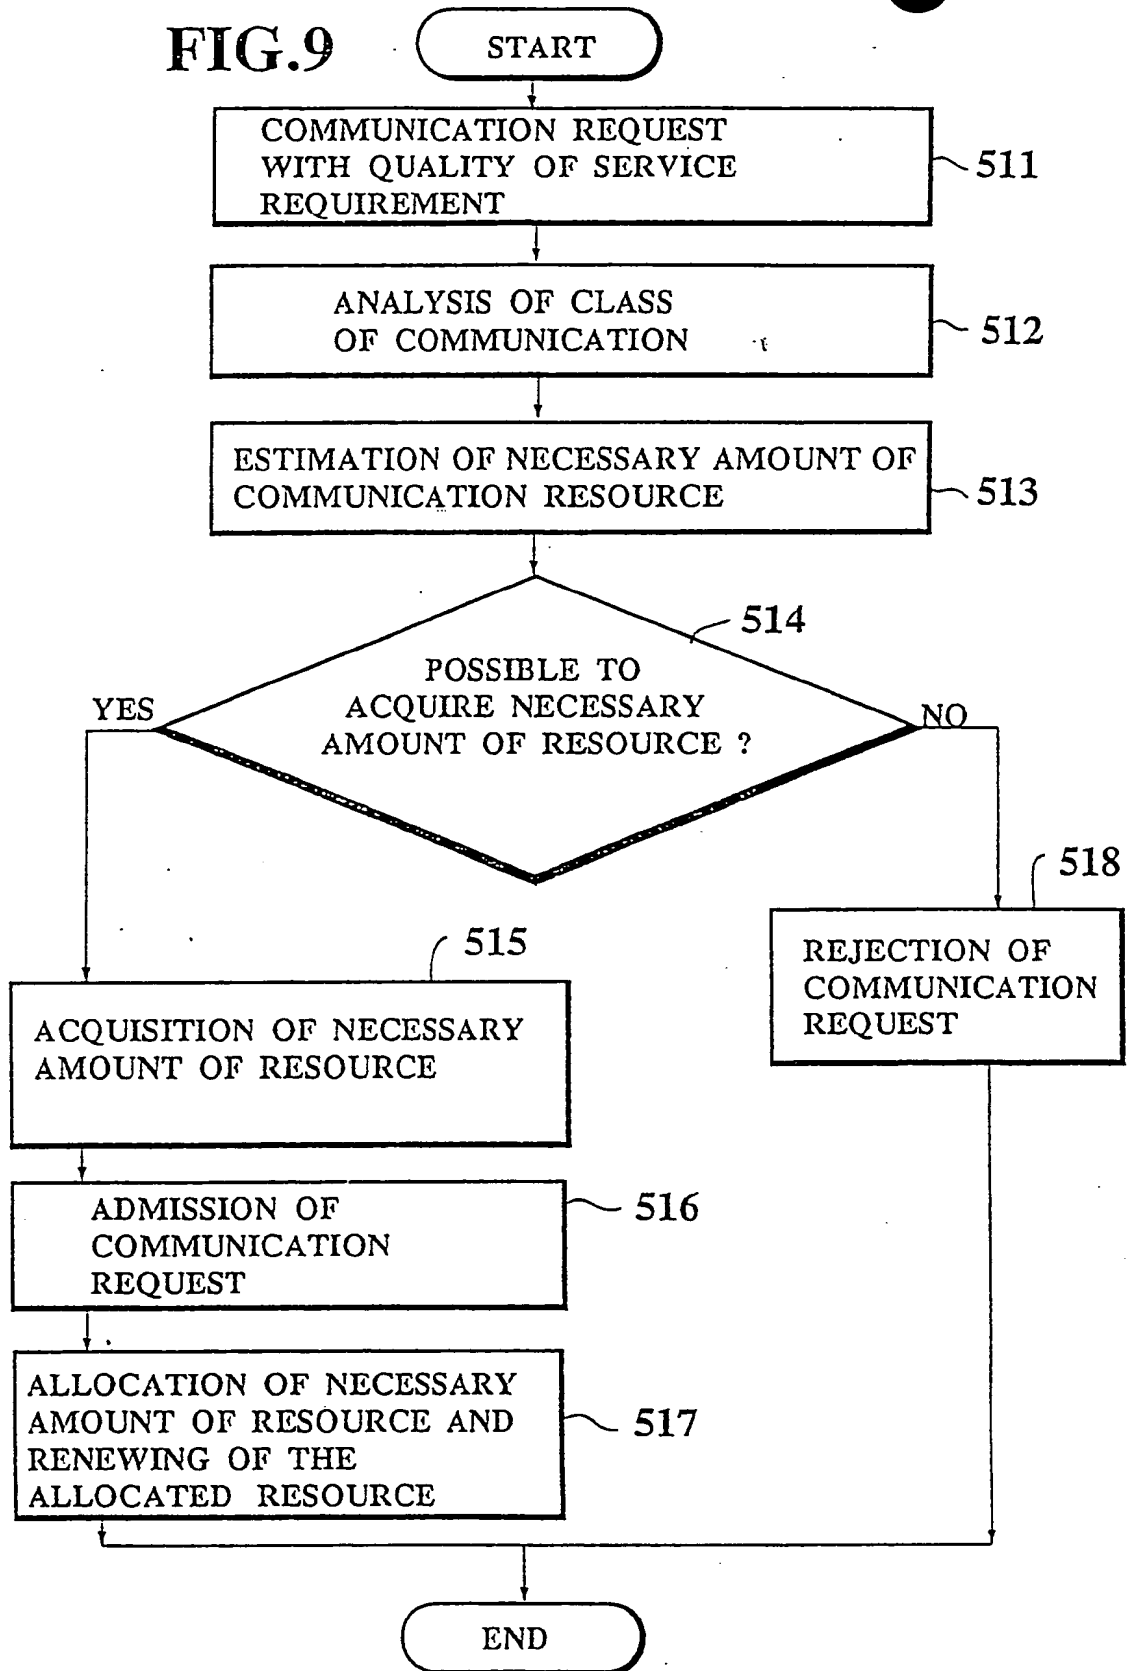 FIG.9
START
COMMUNICATION REQUEST
WITH QUALITY OF SERVICE
REQUIREMENT
511
ANALYSIS OF CLASS
OF COMMUNICATION
512
ESTIMATION OF NECESSARY AMOUNT OF
COMMUNICATION RESOURCE
513
514
POSSIBLE TO
ACQUIRE NECESSARY
AMOUNT OF RESOURCE ?
YES
NO
518
REJECTION OF
COMMUNICATION
REQUEST
515
ACQUISITION OF NECESSARY
AMOUNT OF RESOURCE
ADMISSION OF
COMMUNICATION
REQUEST
516
ALLOCATION OF NECESSARY
AMOUNT OF RESOURCE AND
RENEWING OF THE
ALLOCATED RESOURCE
517
END